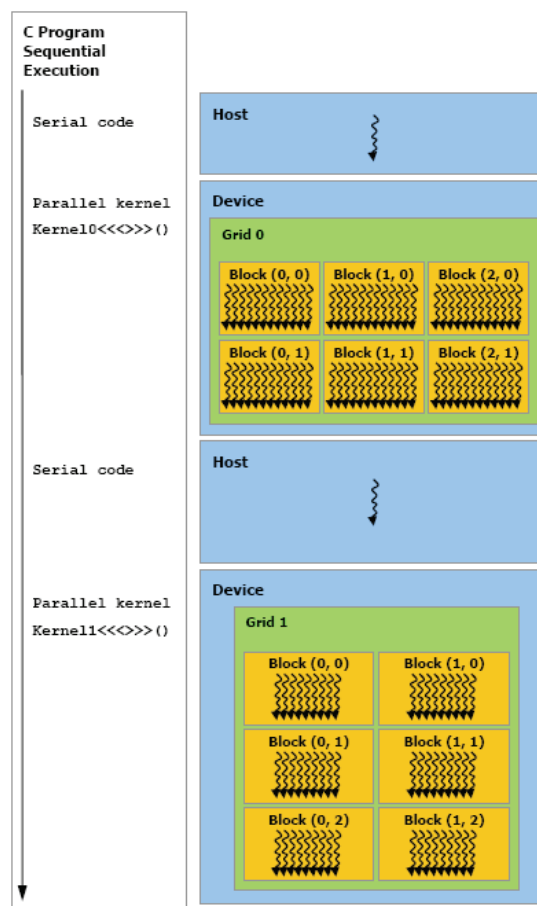 C Program
Sequential
Execution
Serial code
Host
Parallel kernel
Kernel0<<<>>>()
Device
Grid 0
Block (0, 0)
Block (1, 0)
Block (2, 0)
Block (0, 1)
Block (1, 1)
Block (2, 1)
Serial code
Host
Parallel kernel
Kernel1<<<>>>()
Device
Grid 1
Block (0, 0)
Block (1, 0)
Block (0, 1)
Block (1, 1)
Block (0, 2)
Block (1, 2)